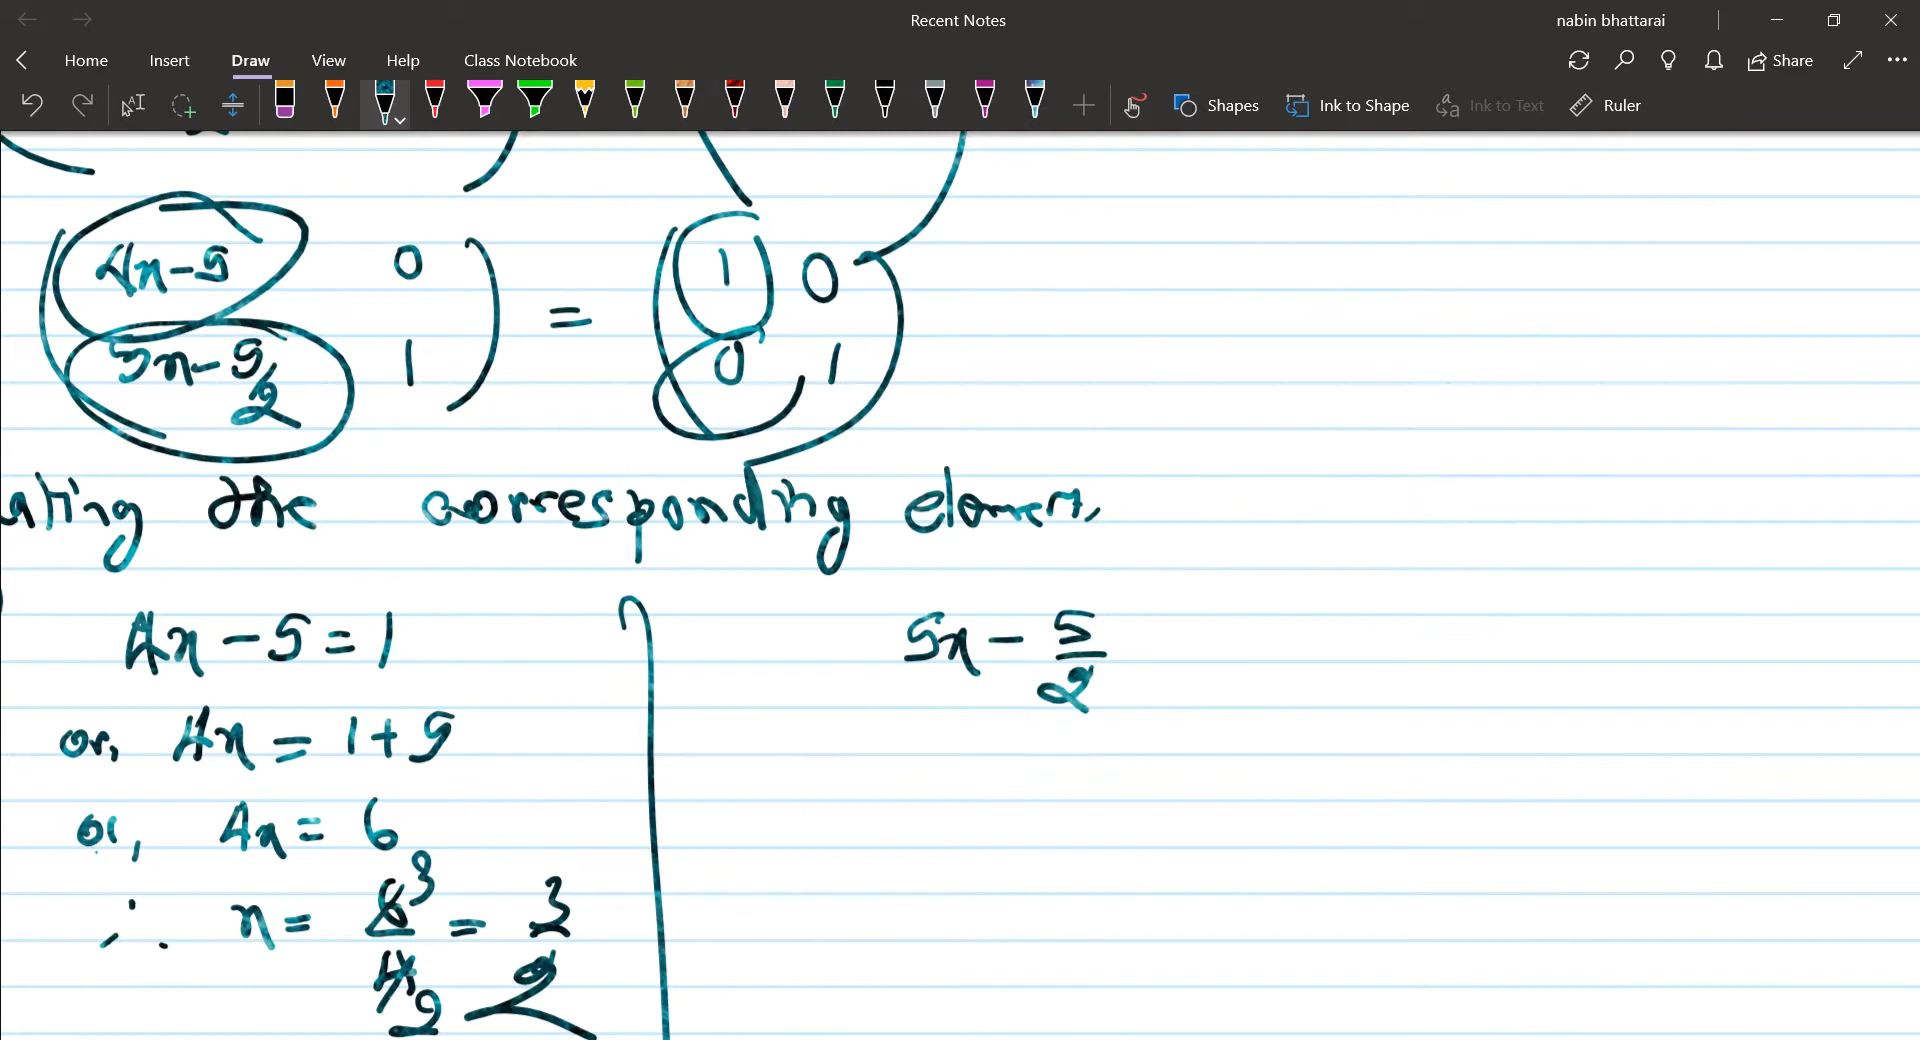 Recent Notes
nabin bhattarai
Home Insert Draw View Help Class Notebook
Share
Shapes Ink to Shape Ink to Text Ruler
4x-5 0 = 1 0
5x-5/2 1 0 1
ating the corresponding element,
4x - 5 = 1
or, 4x = 1+5
or, 4x = 6
∴ x = 6/4 = 3/2
5x - 5/2